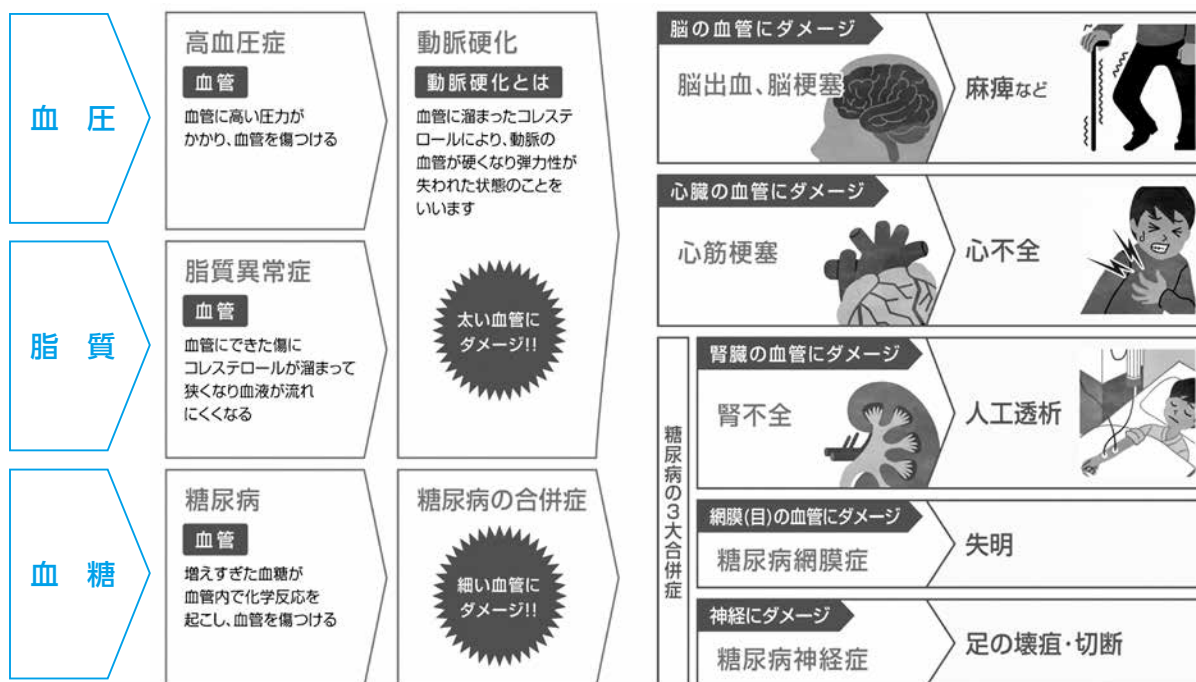 血圧
高血圧症
血管
血管に高い圧力が
かかり、血管を傷つける
脂質
脂質異常症
血管
血管にできた傷に
コレステロールが溜まって
狭くなり血液が流れ
にくくなる
動脈硬化
動脈硬化とは
血管に溜まったコレステ
ロールにより、動脈の
血管が硬くなり弾力性が
失われた状態のことを
いいます
太い血管に
ダメージ!!
血糖
糖尿病
血管
増えすぎた血糖が
血管内で化学反応を
起こし、血管を傷つける
糖尿病の合併症
細い血管に
ダメージ!!
脳の血管にダメージ
脳出血、脳梗塞
麻痺など
心臓の血管にダメージ
心筋梗塞
心不全
糖尿病の3大合併症
腎臓の血管にダメージ
腎不全
人工透析
網膜(目)の血管にダメージ
糖尿病網膜症
失明
神経にダメージ
糖尿病神経症
足の壊疽・切断